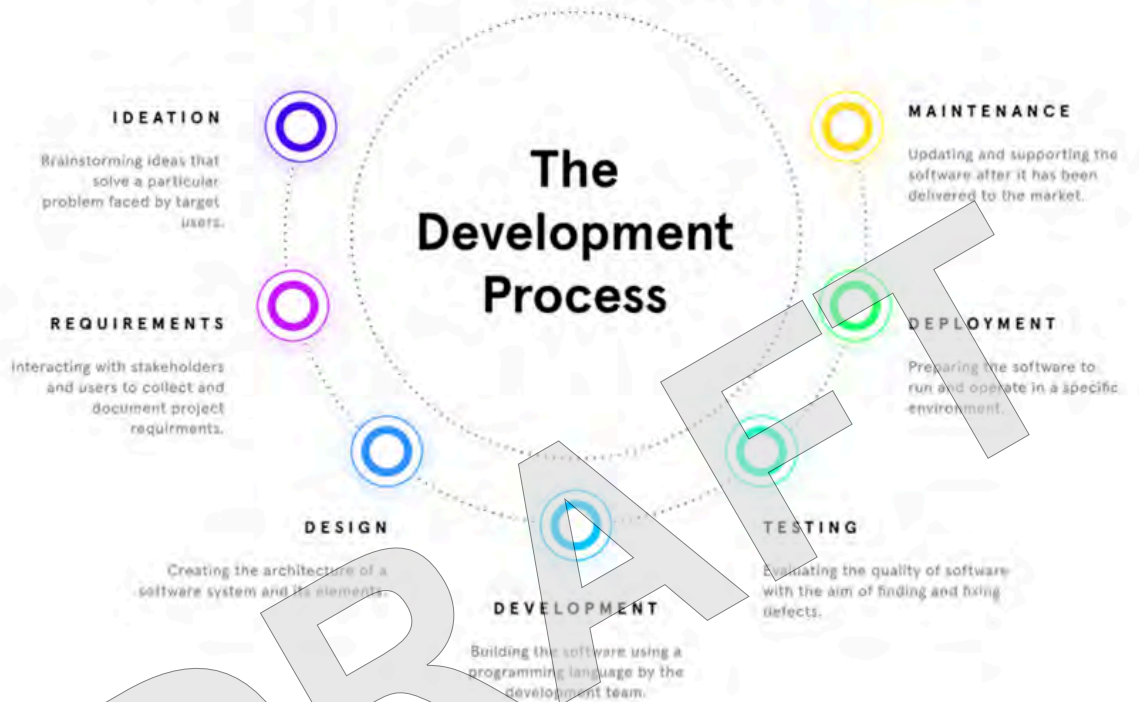 The
Development
Process
IDEATION
Brainstorming ideas that
solve a particular
problem faced by target
users.
REQUIREMENTS
Interacting with stakeholders
and users to collect and
document project
requirments.
DESIGN
Creating the architecture of a
software system and its elements.
DEVELOPMENT
Building the software using a
programming language by the
development team.
TESTING
Evaluating the quality of software
with the aim of finding and fixing
defects.
DEPLOYMENT
Preparing the software to
run and operate in a specific
environment.
MAINTENANCE
Updating and supporting the
software after it has been
delivered to the market.
DRAFT